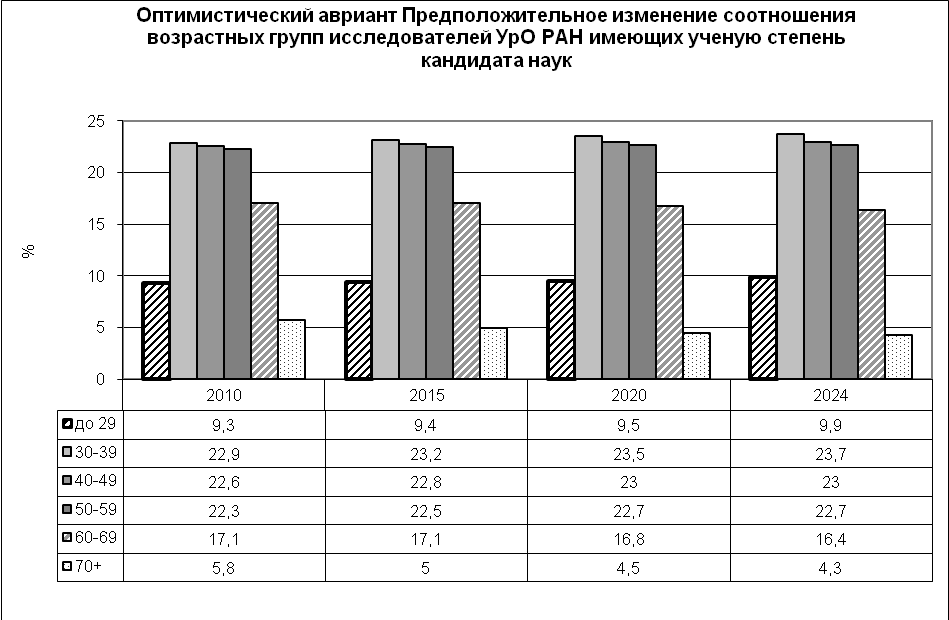 Оптимистический авриант Предположительное изменение соотношения
возрастных групп исследователей УрО РАН имеющих ученую степень
кандидата наук
25
20
15
10
5
0
%
2010 2015 2020 2024
до 29 9,3 9,4 9,5 9,9
30-39 22,9 23,2 23,5 23,7
40-49 22,6 22,8 23 23
50-59 22,3 22,5 22,7 22,7
60-69 17,1 17,1 16,8 16,4
70+ 5,8 5 4,5 4,3